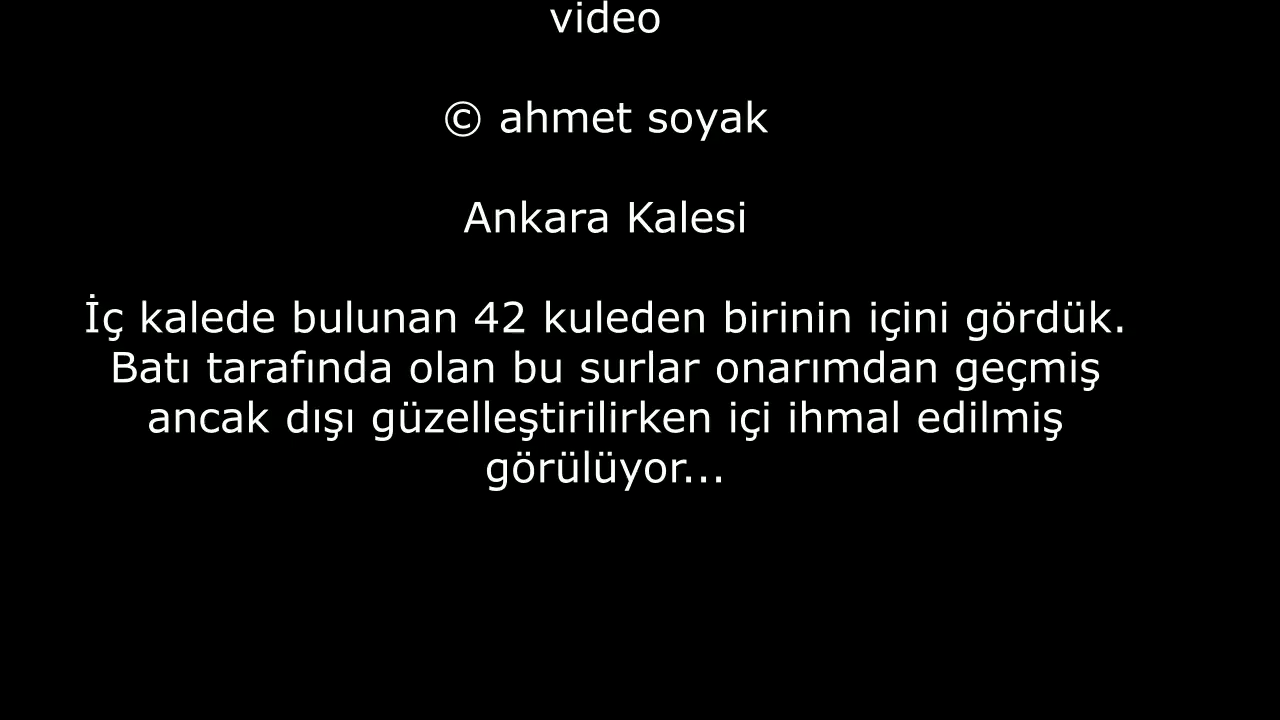 video
© ahmet soyak
Ankara Kalesi
İç kalede bulunan 42 kuleden birinin içini gördük.
Batı tarafında olan bu surlar onarımdan geçmiş
ancak dışı güzelleştirilirken içi ihmal edilmiş
görülüyor...